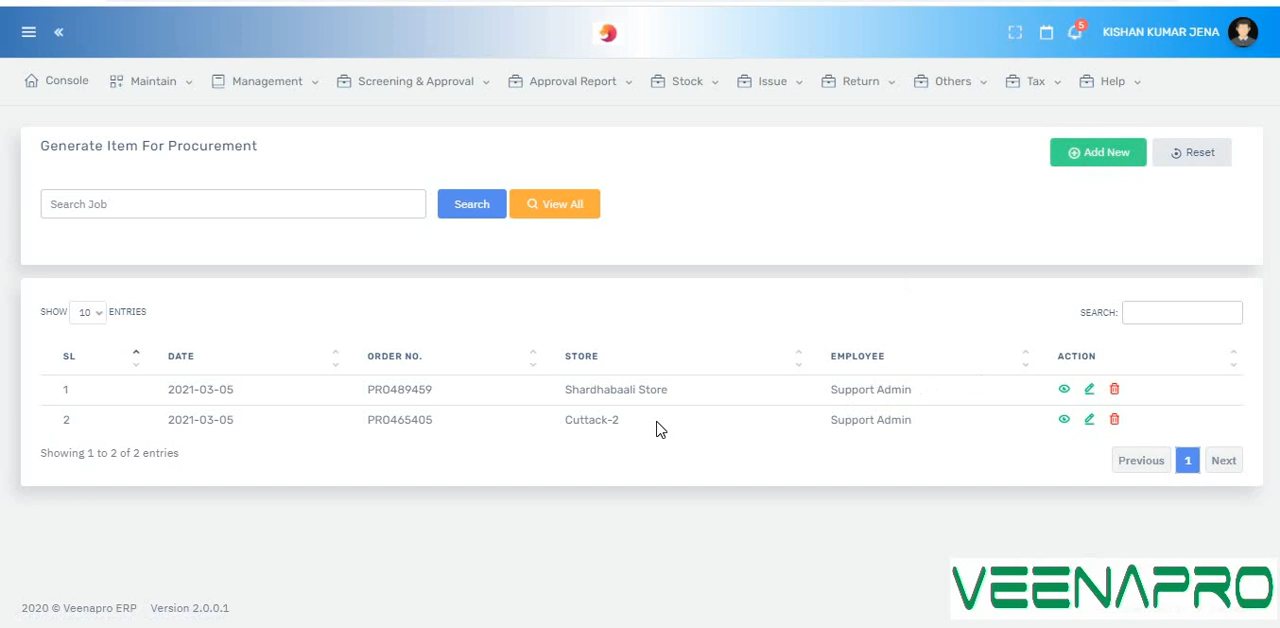 5 KISHAN KUMAR JENA
Console Maintain Management Screening & Approval Approval Report Stock Issue Return Others Tax Help
Generate Item For Procurement
Add New Reset
Search Job Search View All
SHOW 10 ENTRIES SEARCH:
SL DATE ORDER NO. STORE EMPLOYEE ACTION
1 2021-03-05 PRO489459 Shardhabaali Store Support Admin
2 2021-03-05 PRO465405 Cuttack-2 Support Admin
Showing 1 to 2 of 2 entries
Previous 1 Next
VEENAPRO
2020 © Veenapro ERP Version 2.0.0.1